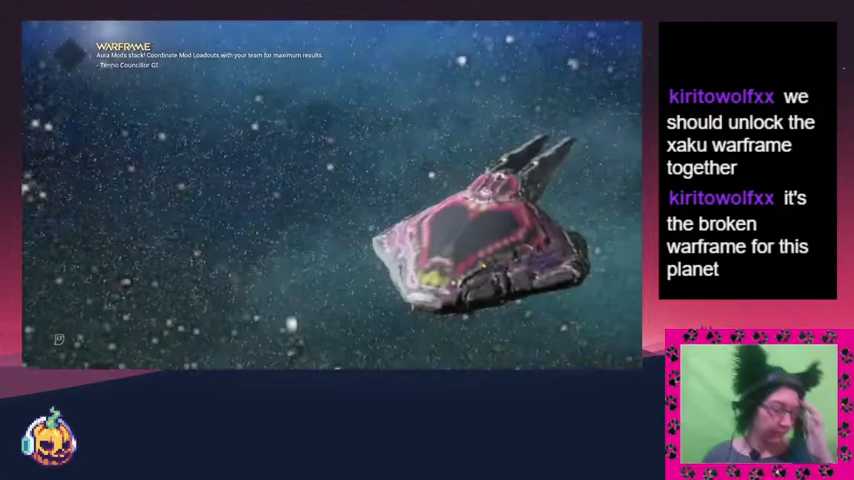 WARFRAME
Aura Mods stack! Coordinate Mod Loadouts with your team for maximum results.
- Tenno Councillor GI
kiritowolfxx we
should unlock the
xaku warframe
together
kiritowolfxx it's
the broken
warframe for this
planet